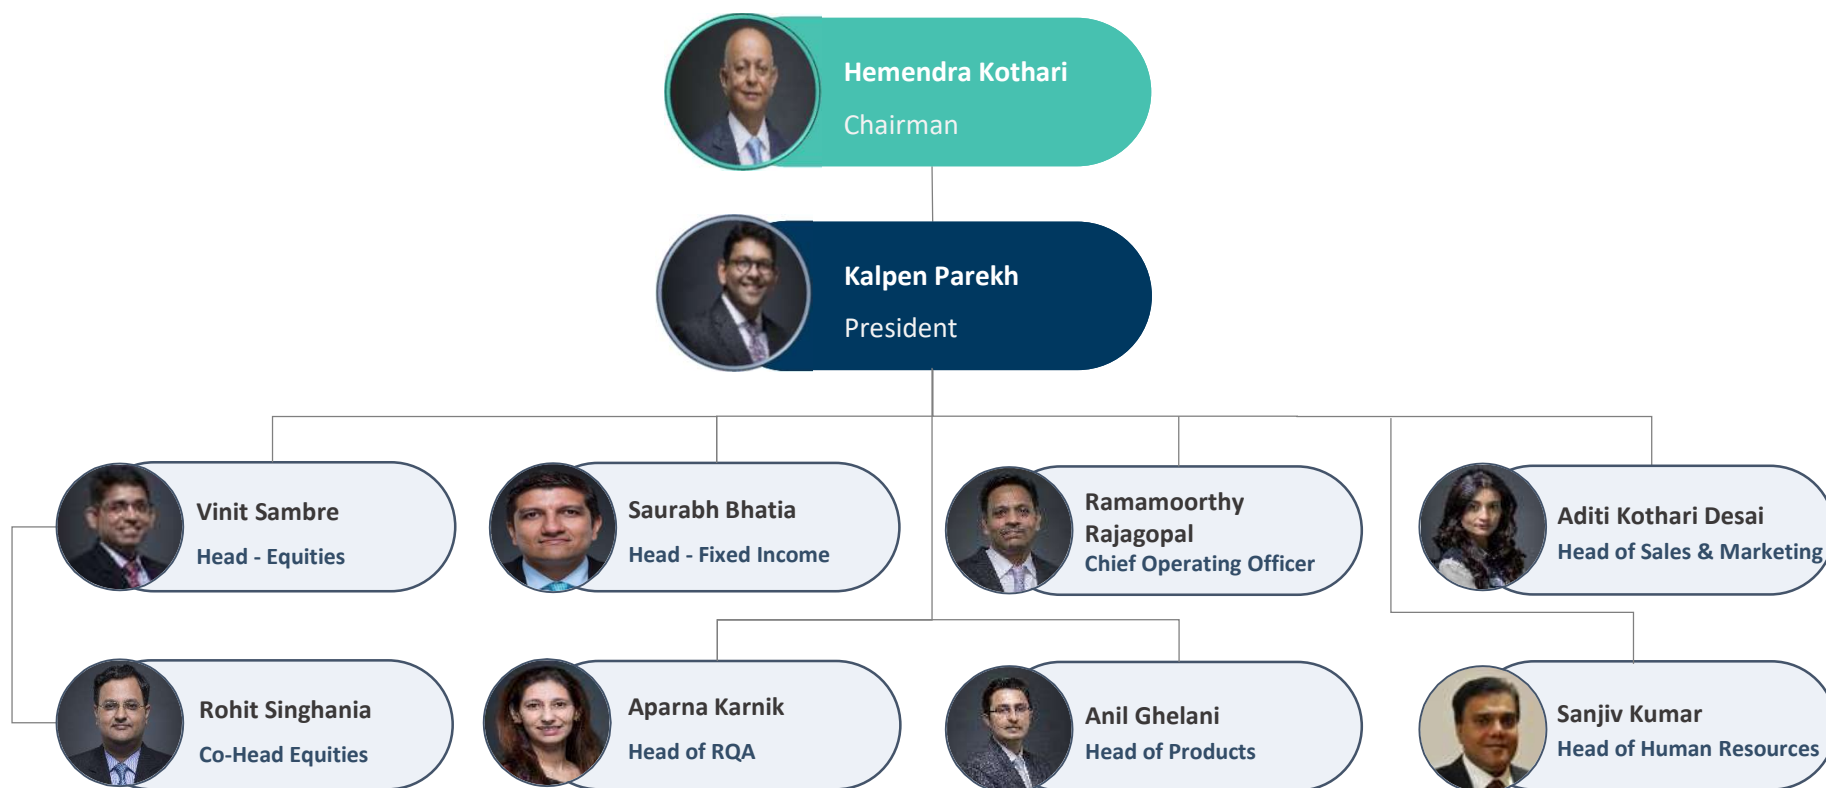 Hemendra Kothari
Chairman
Kalpen Parekh
President
Vinit Sambre
Head - Equities
Saurabh Bhatia
Head - Fixed Income
Ramamoorthy
Rajagopal
Chief Operating Officer
Aditi Kothari Desai
Head of Sales & Marketing
Rohit Singhania
Co-Head Equities
Aparna Karnik
Head of RQA
Anil Ghelani
Head of Products
Sanjiv Kumar
Head of Human Resources